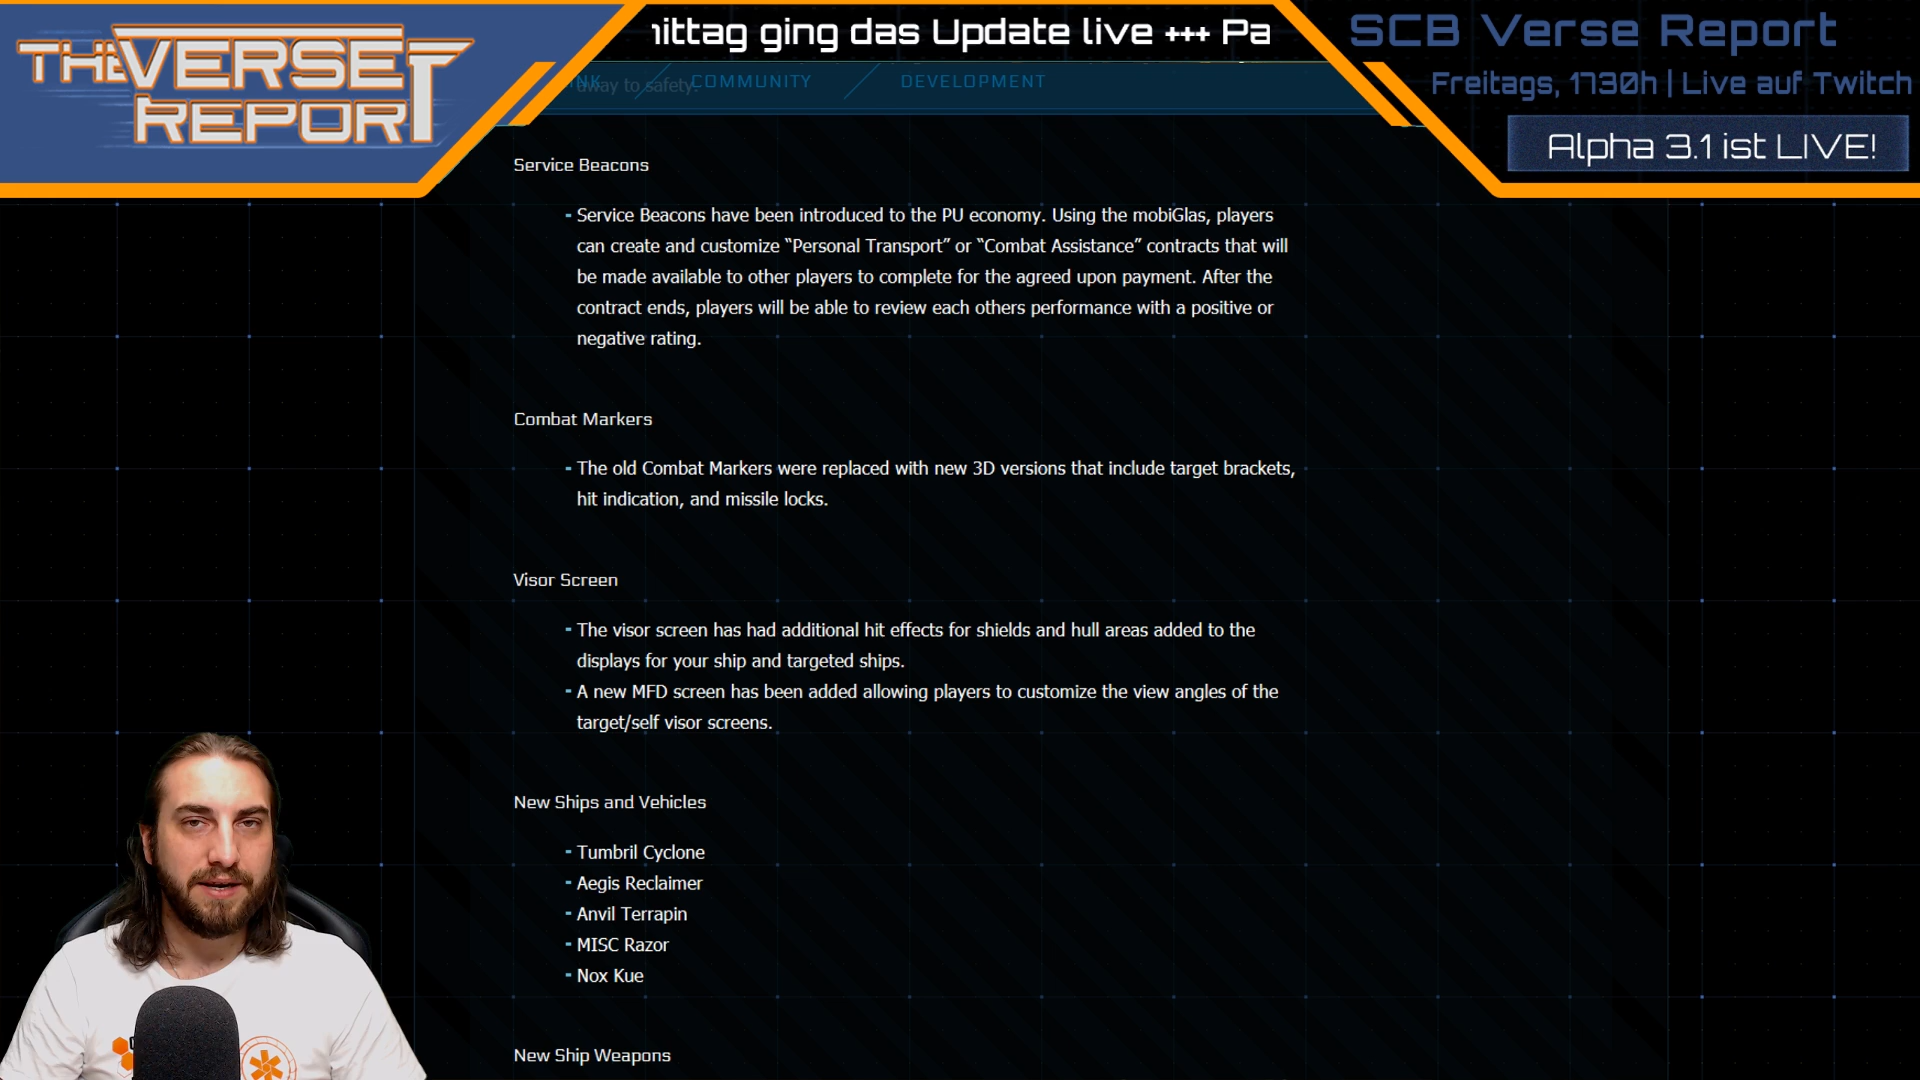 THE VERSE
REPORT
ittag ging das Update live +++ Pa
SCB Verse Report
Freitags, 1730h | Live auf Twitch
Alpha 3.1 ist LIVE!
NK
COMMUNITY
DEVELOPMENT
away to safety.
Service Beacons
- Service Beacons have been introduced to the PU economy. Using the mobiGlas, players
can create and customize “Personal Transport” or “Combat Assistance” contracts that will
be made available to other players to complete for the agreed upon payment. After the
contract ends, players will be able to review each others performance with a positive or
negative rating.
Combat Markers
- The old Combat Markers were replaced with new 3D versions that include target brackets,
hit indication, and missile locks.
Visor Screen
- The visor screen has had additional hit effects for shields and hull areas added to the
displays for your ship and targeted ships.
- A new MFD screen has been added allowing players to customize the view angles of the
target/self visor screens.
New Ships and Vehicles
- Tumbril Cyclone
- Aegis Reclaimer
- Anvil Terrapin
- MISC Razor
- Nox Kue
New Ship Weapons